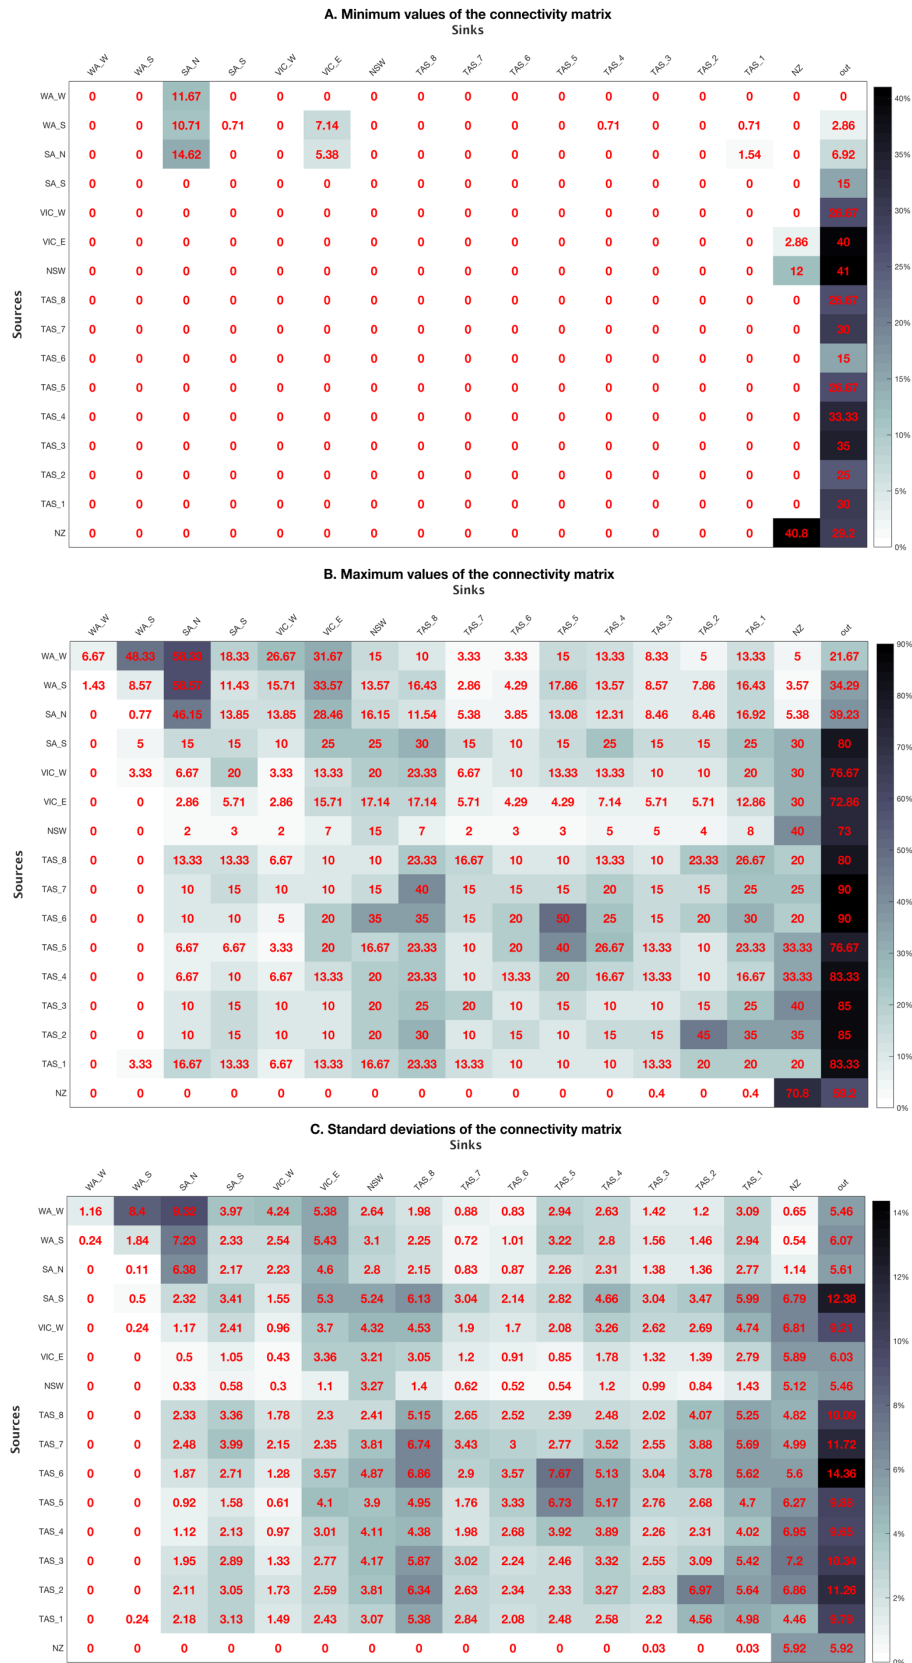 A. Minimum values of the connectivity matrix
Sinks
WA_W WA_S SA_N SA_S VIC_W VIC_E NSW TAS_8 TAS_7 TAS_6 TAS_5 TAS_4 TAS_3 TAS_2 TAS_1 NZ out
WA_W 0 0 11.67 0 0 0 0 0 0 0 0 0 0 0 0 0 0
WA_S 0 0 10.71 0.71 0 7.14 0 0 0 0 0 0.71 0 0 0.71 0 2.86
SA_N 0 0 14.62 0 0 5.38 0 0 0 0 0 0 0 0 1.54 0 6.92
SA_S 0 0 0 0 0 0 0 0 0 0 0 0 0 0 0 0 15
VIC_W 0 0 0 0 0 0 0 0 0 0 0 0 0 0 0 0 26.67
VIC_E 0 0 0 0 0 0 0 0 0 0 0 0 0 0 0 2.86 40
NSW 0 0 0 0 0 0 0 0 0 0 0 0 0 0 0 12 41
TAS_8 0 0 0 0 0 0 0 0 0 0 0 0 0 0 0 0 26.67
TAS_7 0 0 0 0 0 0 0 0 0 0 0 0 0 0 0 0 30
TAS_6 0 0 0 0 0 0 0 0 0 0 0 0 0 0 0 0 15
TAS_5 0 0 0 0 0 0 0 0 0 0 0 0 0 0 0 0 26.67
TAS_4 0 0 0 0 0 0 0 0 0 0 0 0 0 0 0 0 33.33
TAS_3 0 0 0 0 0 0 0 0 0 0 0 0 0 0 0 0 35
TAS_2 0 0 0 0 0 0 0 0 0 0 0 0 0 0 0 0 25
TAS_1 0 0 0 0 0 0 0 0 0 0 0 0 0 0 0 0 30
NZ 0 0 0 0 0 0 0 0 0 0 0 0 0 0 0 40.8 29.2
Sources
40%
35%
30%
25%
20%
15%
10%
5%
0%
B. Maximum values of the connectivity matrix
Sinks
WA_W WA_S SA_N SA_S VIC_W VIC_E NSW TAS_8 TAS_7 TAS_6 TAS_5 TAS_4 TAS_3 TAS_2 TAS_1 NZ out
WA_W 6.67 48.33 18.33 26.67 31.67 15 10 3.33 3.33 15 13.33 8.33 5 13.33 5 21.67
WA_S 1.43 8.57 11.43 15.71 33.57 13.57 16.43 2.86 4.29 17.86 13.57 8.57 7.86 16.43 3.57 34.29
SA_N 0 0.77 46.15 13.85 13.85 28.46 16.15 11.54 5.38 3.85 13.08 12.31 8.46 8.46 16.92 5.38 39.23
SA_S 0 5 15 15 10 25 25 30 15 10 15 25 15 15 25 30 80
VIC_W 0 3.33 6.67 20 3.33 13.33 20 23.33 6.67 10 13.33 13.33 10 10 20 30 76.67
VIC_E 0 0 2.86 5.71 2.86 15.71 17.14 17.14 5.71 4.29 4.29 7.14 5.71 5.71 12.86 30 72.86
NSW 0 0 2 3 2 7 15 7 2 3 3 5 5 4 8 40 73
TAS_8 0 0 13.33 13.33 6.67 10 10 23.33 16.67 10 10 13.33 10 23.33 26.67 20 80
TAS_7 0 0 10 15 10 10 15 40 15 15 15 20 15 15 25 25 90
TAS_6 0 0 10 10 5 20 35 35 15 20 50 25 15 20 30 20 90
TAS_5 0 0 6.67 6.67 3.33 20 16.67 23.33 10 20 40 26.67 13.33 10 23.33 33.33 76.67
TAS_4 0 0 6.67 10 6.67 13.33 20 23.33 10 13.33 20 16.67 13.33 10 16.67 33.33 83.33
TAS_3 0 0 10 15 10 10 20 25 20 10 15 10 10 15 25 40 85
TAS_2 0 0 10 15 10 10 20 30 10 15 10 15 15 45 35 35 85
TAS_1 0 3.33 16.67 13.33 6.67 13.33 16.67 23.33 13.33 10 10 10 13.33 20 20 20 83.33
NZ 0 0 0 0 0 0 0 0 0 0 0 0 0.4 0 0.4 70.8 59.2
Sources
90%
80%
70%
60%
50%
40%
30%
20%
10%
0%
C. Standard deviations of the connectivity matrix
Sinks
WA_W WA_S SA_N SA_S VIC_W VIC_E NSW TAS_8 TAS_7 TAS_6 TAS_5 TAS_4 TAS_3 TAS_2 TAS_1 NZ out
WA_W 1.16 8.4 3.97 4.24 5.38 2.64 1.98 0.88 0.83 2.94 2.63 1.42 1.2 3.09 0.65 5.46
WA_S 0.24 1.84 7.23 2.33 2.54 5.43 3.1 2.25 0.72 1.01 3.22 2.8 1.56 1.46 2.94 0.54 6.07
SA_N 0 0.11 6.38 2.17 2.23 4.6 2.8 2.15 0.83 0.87 2.26 2.31 1.38 1.36 2.77 1.14 5.61
SA_S 0 0.5 2.32 3.41 1.55 5.3 5.24 6.13 3.04 2.14 2.82 4.66 3.04 3.47 5.99 6.79 12.38
VIC_W 0 0.24 1.17 2.41 0.96 3.7 4.32 4.53 1.9 1.7 2.08 3.26 2.62 2.69 4.74 6.81 9.21
VIC_E 0 0 0.5 1.05 0.43 3.36 3.21 3.05 1.2 0.91 0.85 1.78 1.32 1.39 2.79 5.89 6.03
NSW 0 0 0.33 0.58 0.3 1.1 3.27 1.4 0.62 0.52 0.54 1.2 0.99 0.84 1.43 5.12 5.46
TAS_8 0 0 2.33 3.36 1.78 2.3 2.41 5.15 2.65 2.52 2.39 2.48 2.02 4.07 5.25 4.82 10.09
TAS_7 0 0 2.48 3.99 2.15 2.35 3.81 6.74 3.43 3 2.77 3.52 2.55 3.88 5.69 4.99 11.72
TAS_6 0 0 1.87 2.71 1.28 3.57 4.87 6.86 2.9 3.57 7.67 5.13 3.04 3.78 5.62 5.6 14.36
TAS_5 0 0 0.92 1.58 0.61 4.1 3.9 4.95 1.76 3.33 6.73 5.17 2.76 2.68 4.7 6.27
TAS_4 0 0 1.12 2.13 0.97 3.01 4.11 4.38 1.98 2.68 3.92 3.89 2.26 2.31 4.02 6.95
TAS_3 0 0 1.95 2.89 1.33 2.77 4.17 5.87 3.02 2.24 2.46 3.32 2.55 3.09 5.42 7.2
TAS_2 0 0 2.11 3.05 1.73 2.59 3.81 6.34 2.63 2.34 2.33 3.27 2.83 6.97 5.64 6.86 11.26
TAS_1 0 0.24 2.18 3.13 1.49 2.43 3.07 5.38 2.84 2.08 2.48 2.58 2.2 4.56 4.98 4.46
NZ 0 0 0 0 0 0 0 0 0 0 0 0 0.03 0 0.03 5.92 5.92
Sources
14%
12%
10%
8%
6%
4%
2%
0%